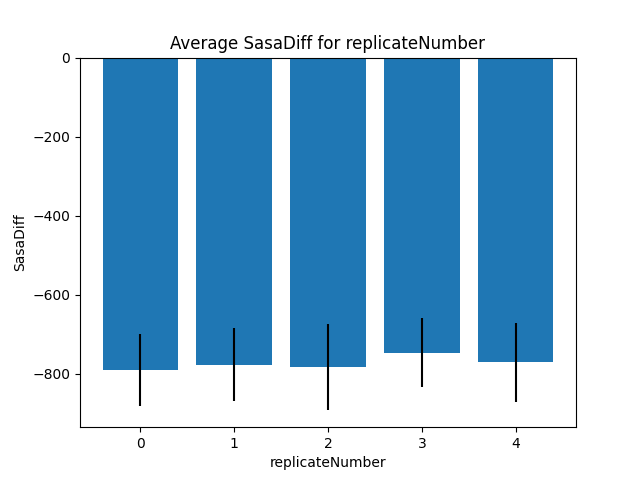 Average SasaDiff for replicateNumber
0
−200
−400
−600
−800
SasaDiff
0 1 2 3 4
replicateNumber